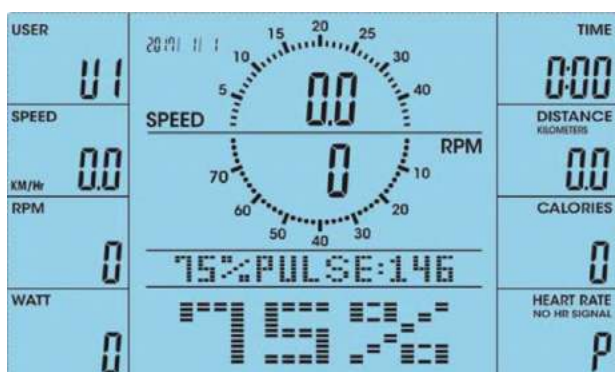 USER
U1
SPEED
KM/Hr 0.0
RPM
0
WATT
0
2017/ 1/ 1
5 10 15 20 25 30 40
SPEED 0.0
0 RPM
70 60 50 40 30 20 10
75%PULSE:146
75%
TIME
0:00
DISTANCE
KILOMETERS
0.0
CALORIES
0
HEART RATE
NO HR SIGNAL
P